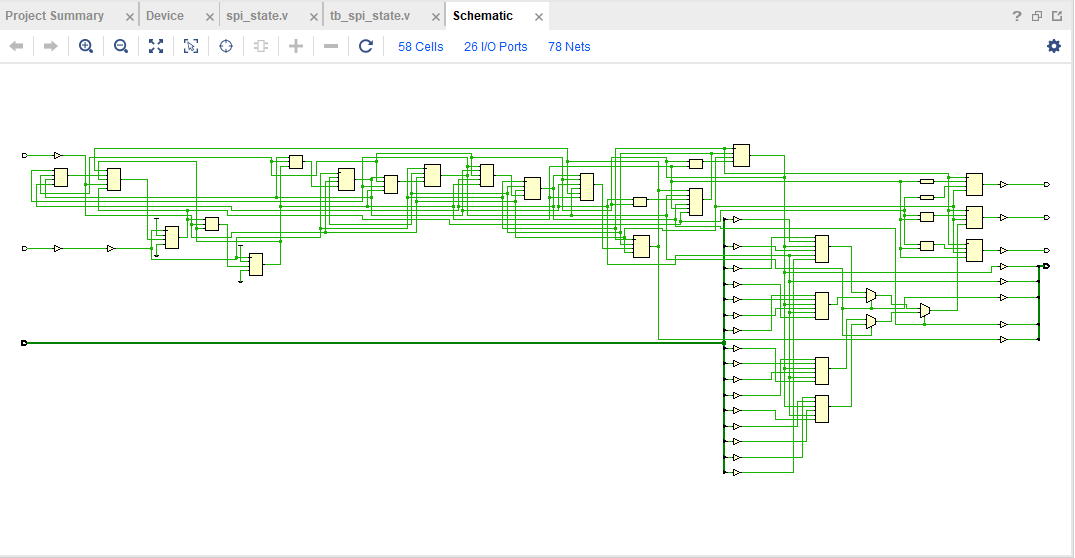 Project Summary × Device × spi_state.v × tb_spi_state.v × Schematic × ?
58 Cells 26 I/O Ports 78 Nets